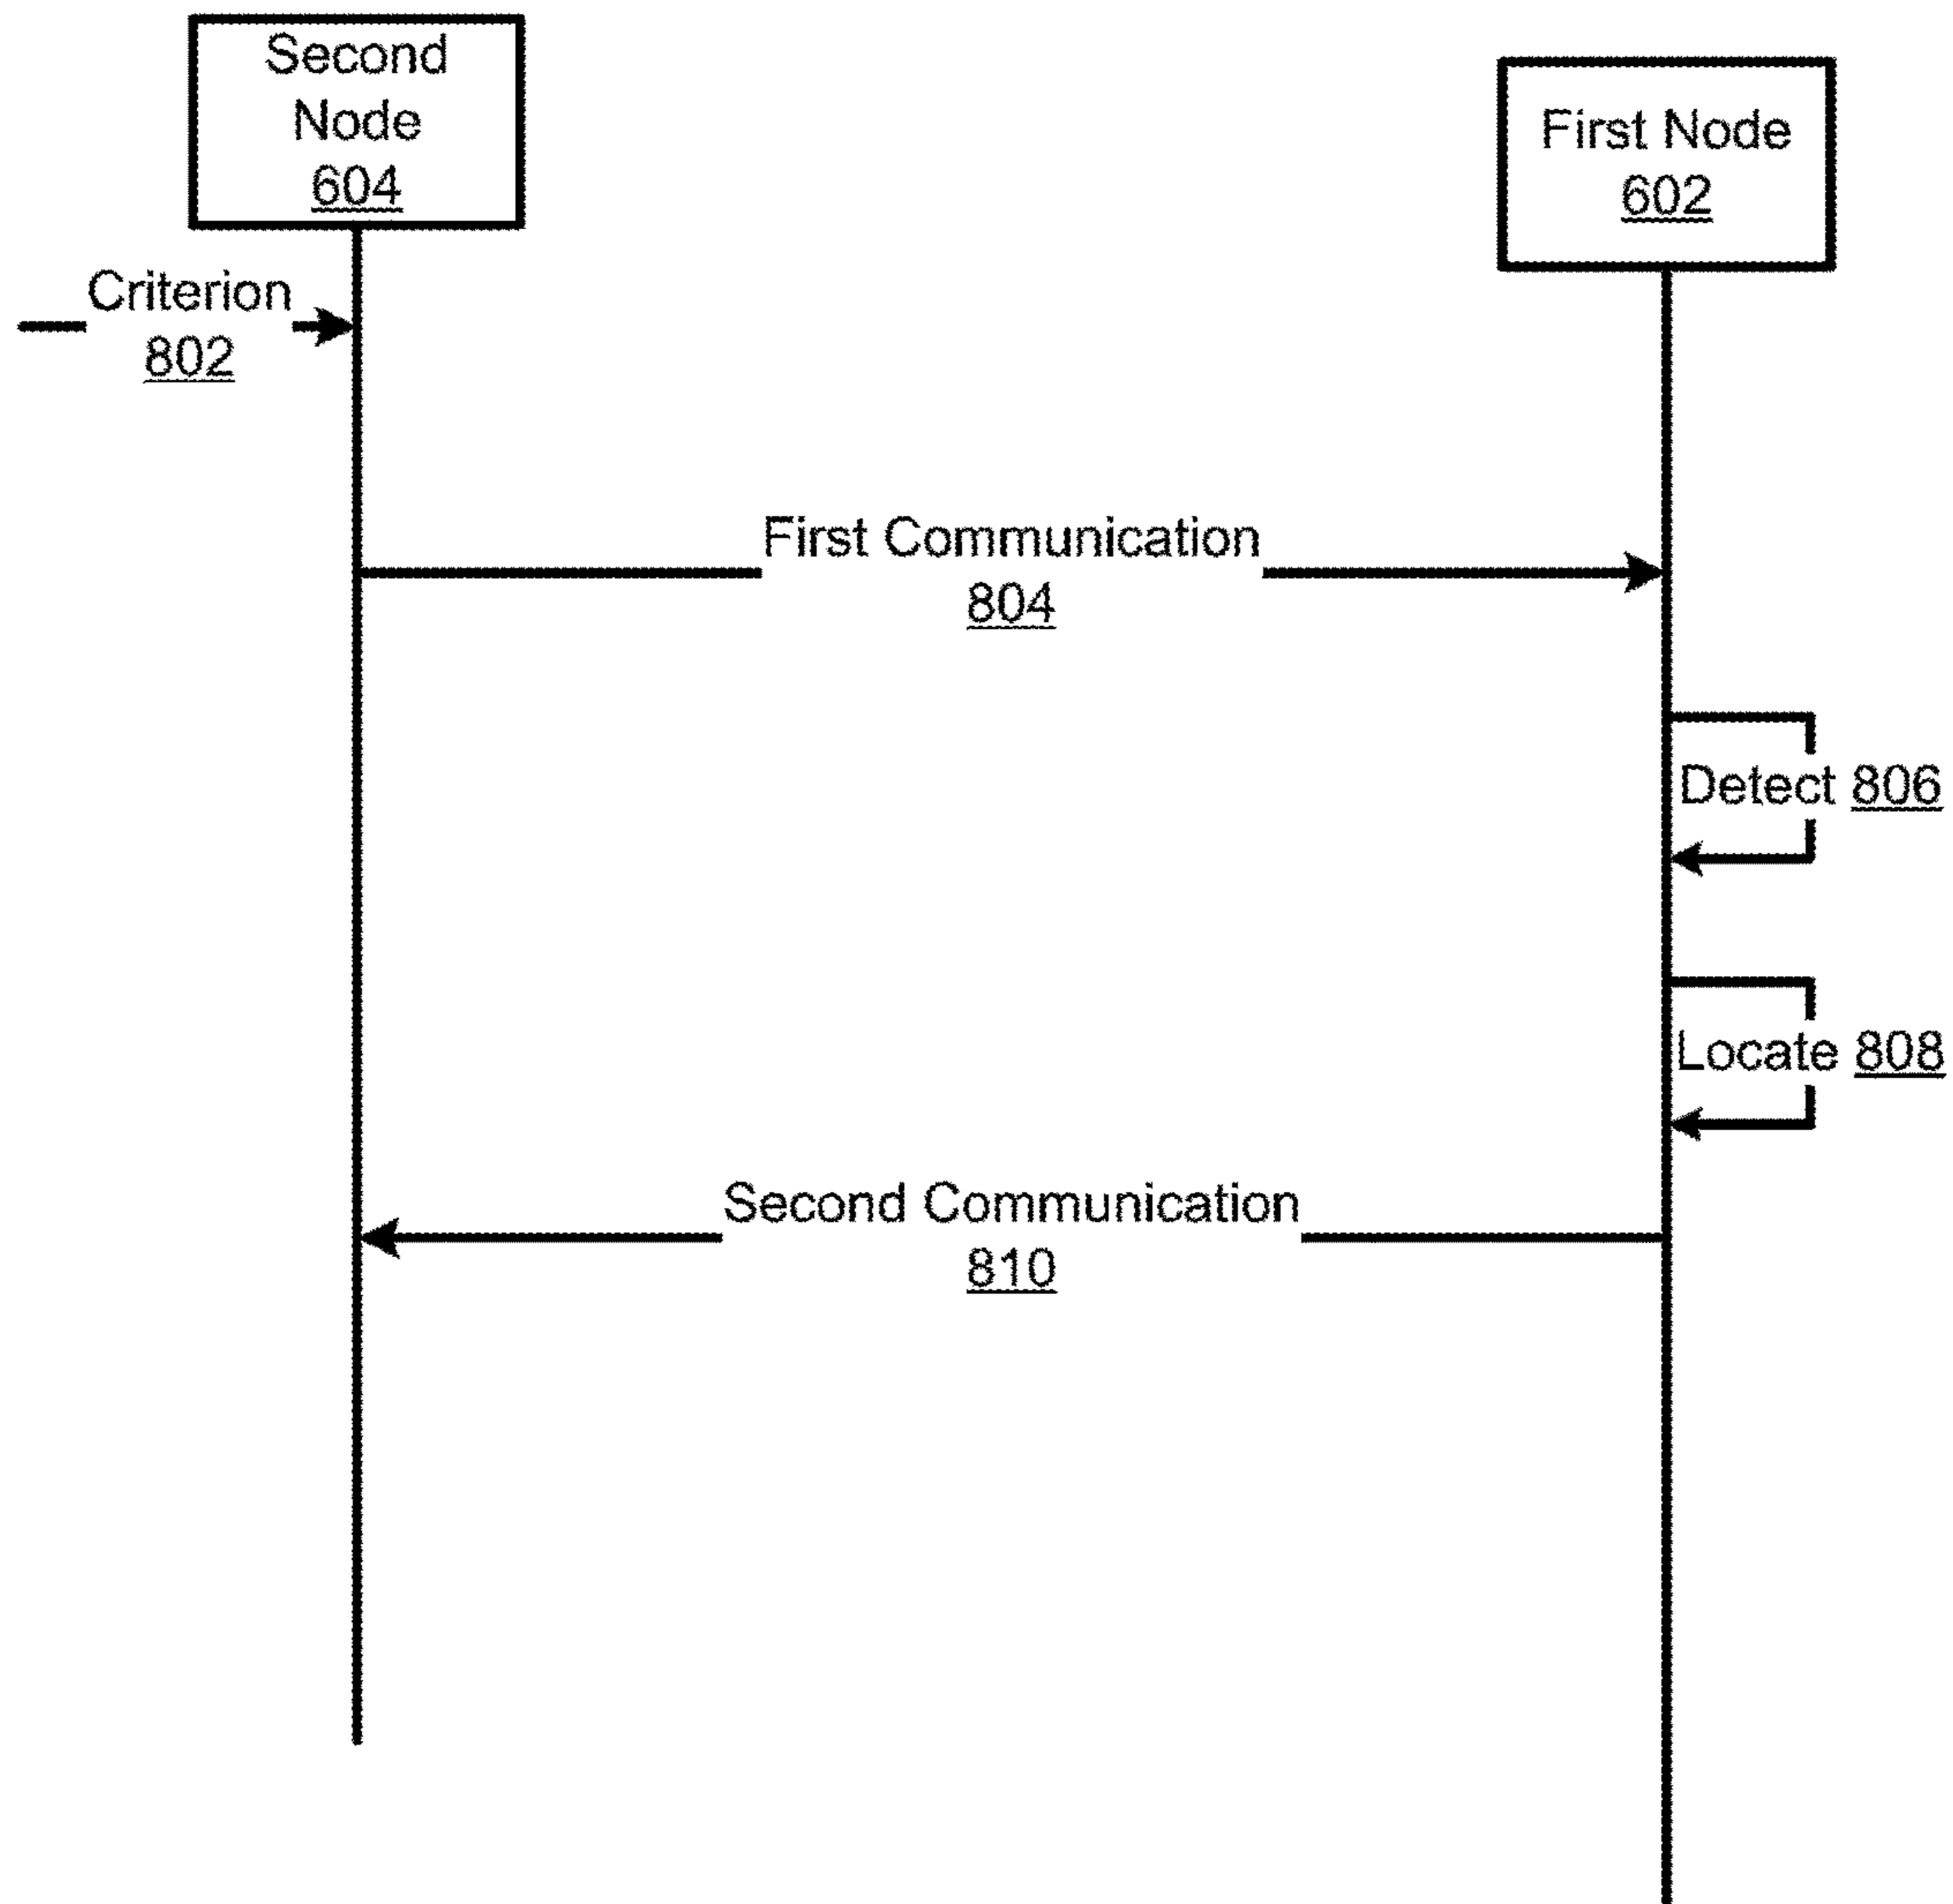 Second
Node
604
First Node
602
Criterion
802
First Communication
804
Detect 806
Locate 808
Second Communication
810